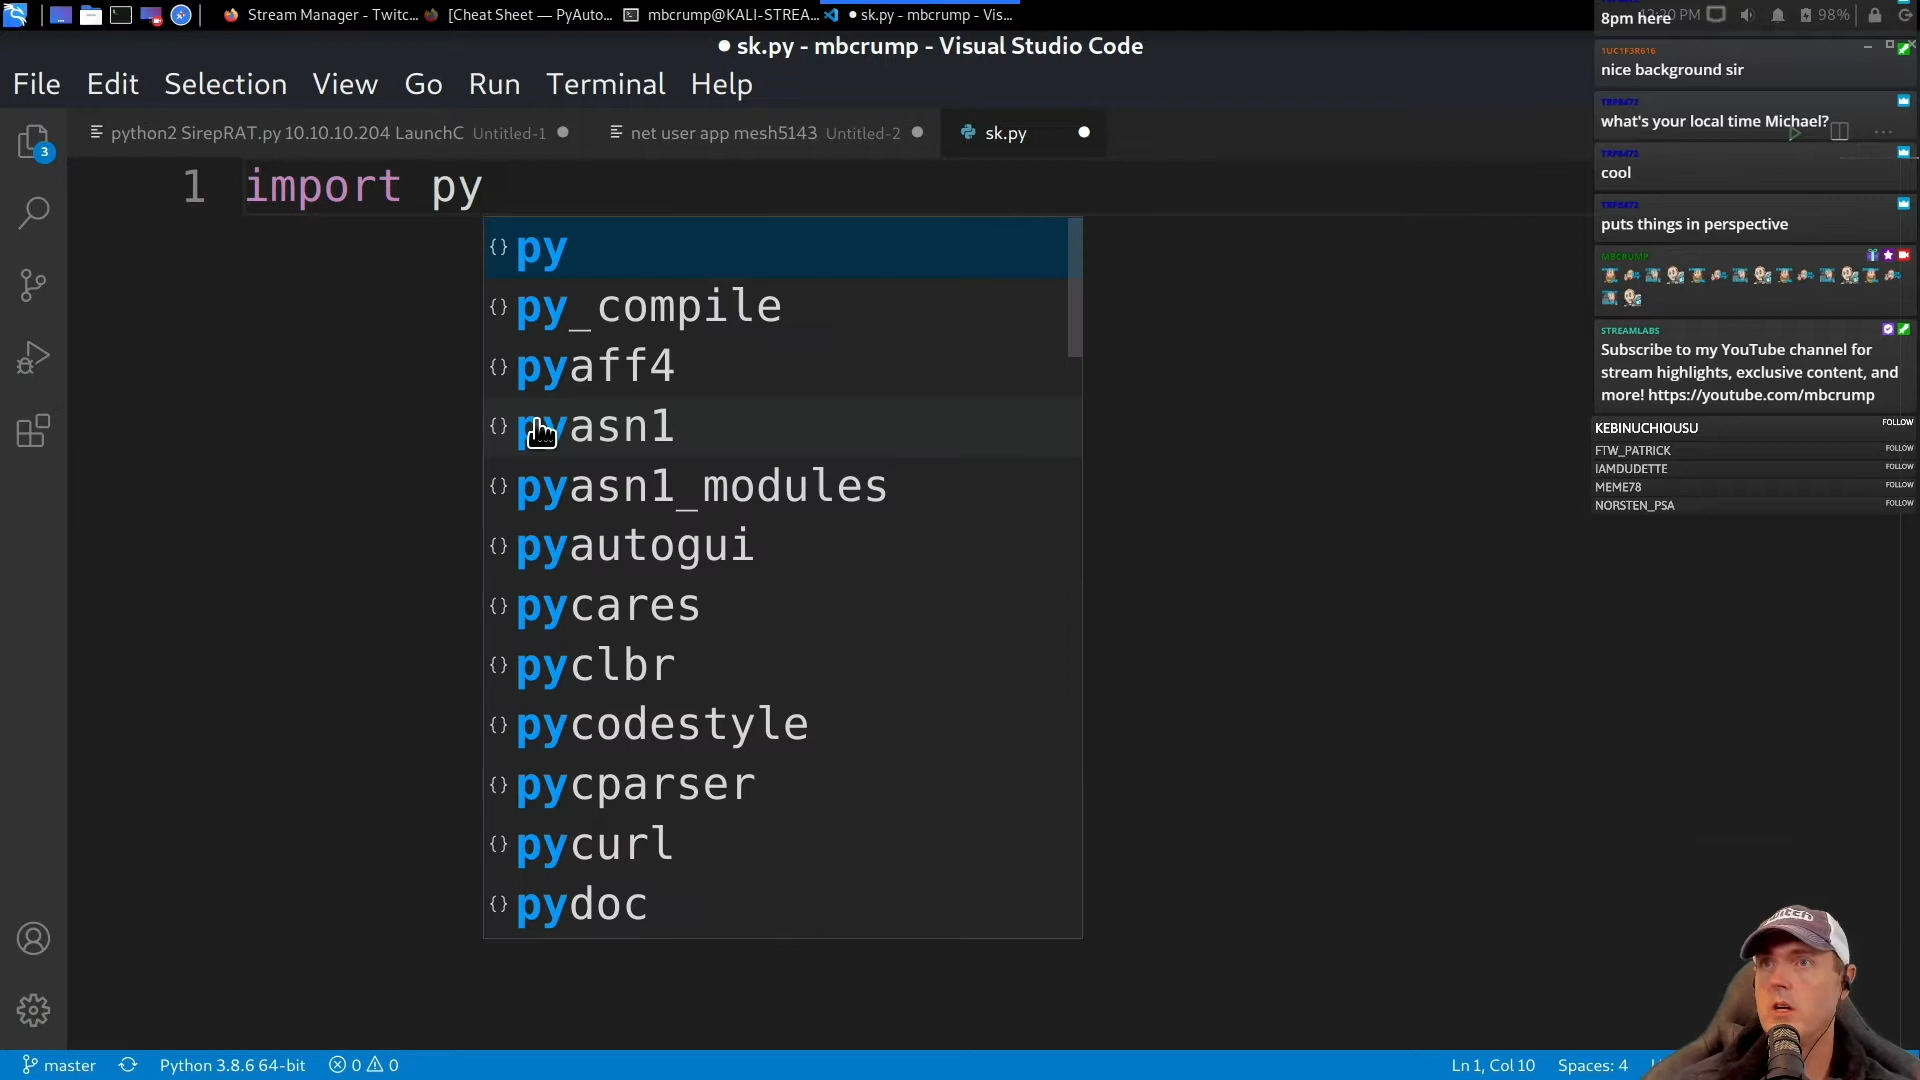 Stream Manager - Twitc...
[Cheat Sheet — PyAuto...
mbcrump@KALI-STREA...
sk.py - mbcrump - Vis...
98%
sk.py - mbcrump - Visual Studio Code
File Edit Selection View Go Run Terminal Help
python2 SirepRAT.py 10.10.10.204 LaunchC Untitled-1
net user app mesh5143 Untitled-2
sk.py
3
1 import py
py
py_compile
pyaff4
pyasn1
pyasn1_modules
pyautogui
pycares
pyclbr
pycodestyle
pycparser
pycurl
pydoc
8pm here
1UC1F3R616
nice background sir
what's your local time Michael?
cool
puts things in perspective
MBCRUMP
STREAMLABS
Subscribe to my YouTube channel for
stream highlights, exclusive content, and
more! https://youtube.com/mbcrump
KEBINUCHIOUSU FOLLOW
FTW_PATRICK FOLLOW
IAMDUDETTE FOLLOW
MEME78 FOLLOW
NORSTEN_PSA FOLLOW
twitch
master
Python 3.8.6 64-bit
0 0
Ln 1, Col 10
Spaces: 4